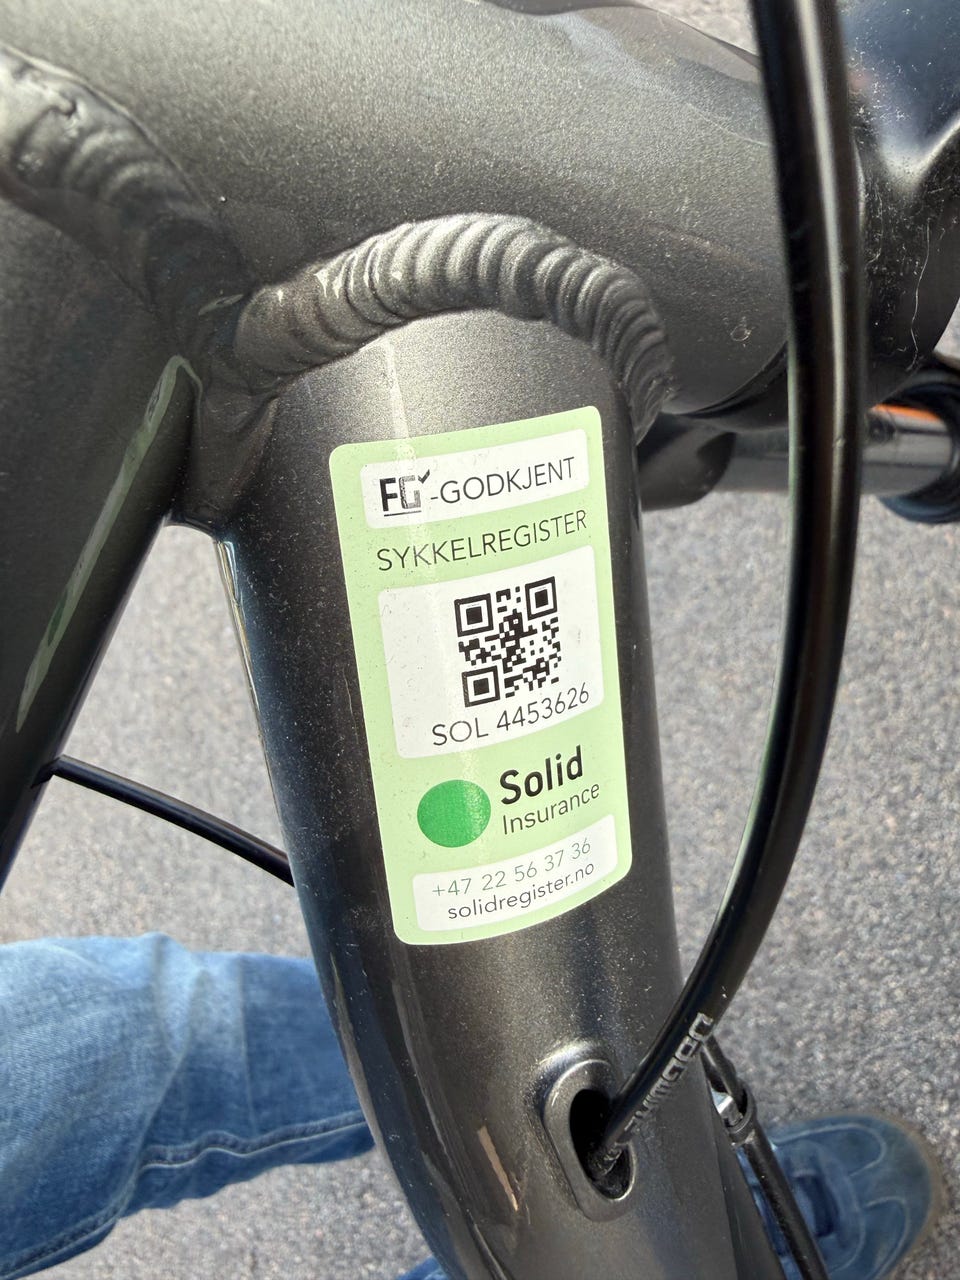 FG-GODKJENT
SYKKELREGISTER
SOL 4453626
Solid
Insurance
+47 22 56 37 36
solidregister.no